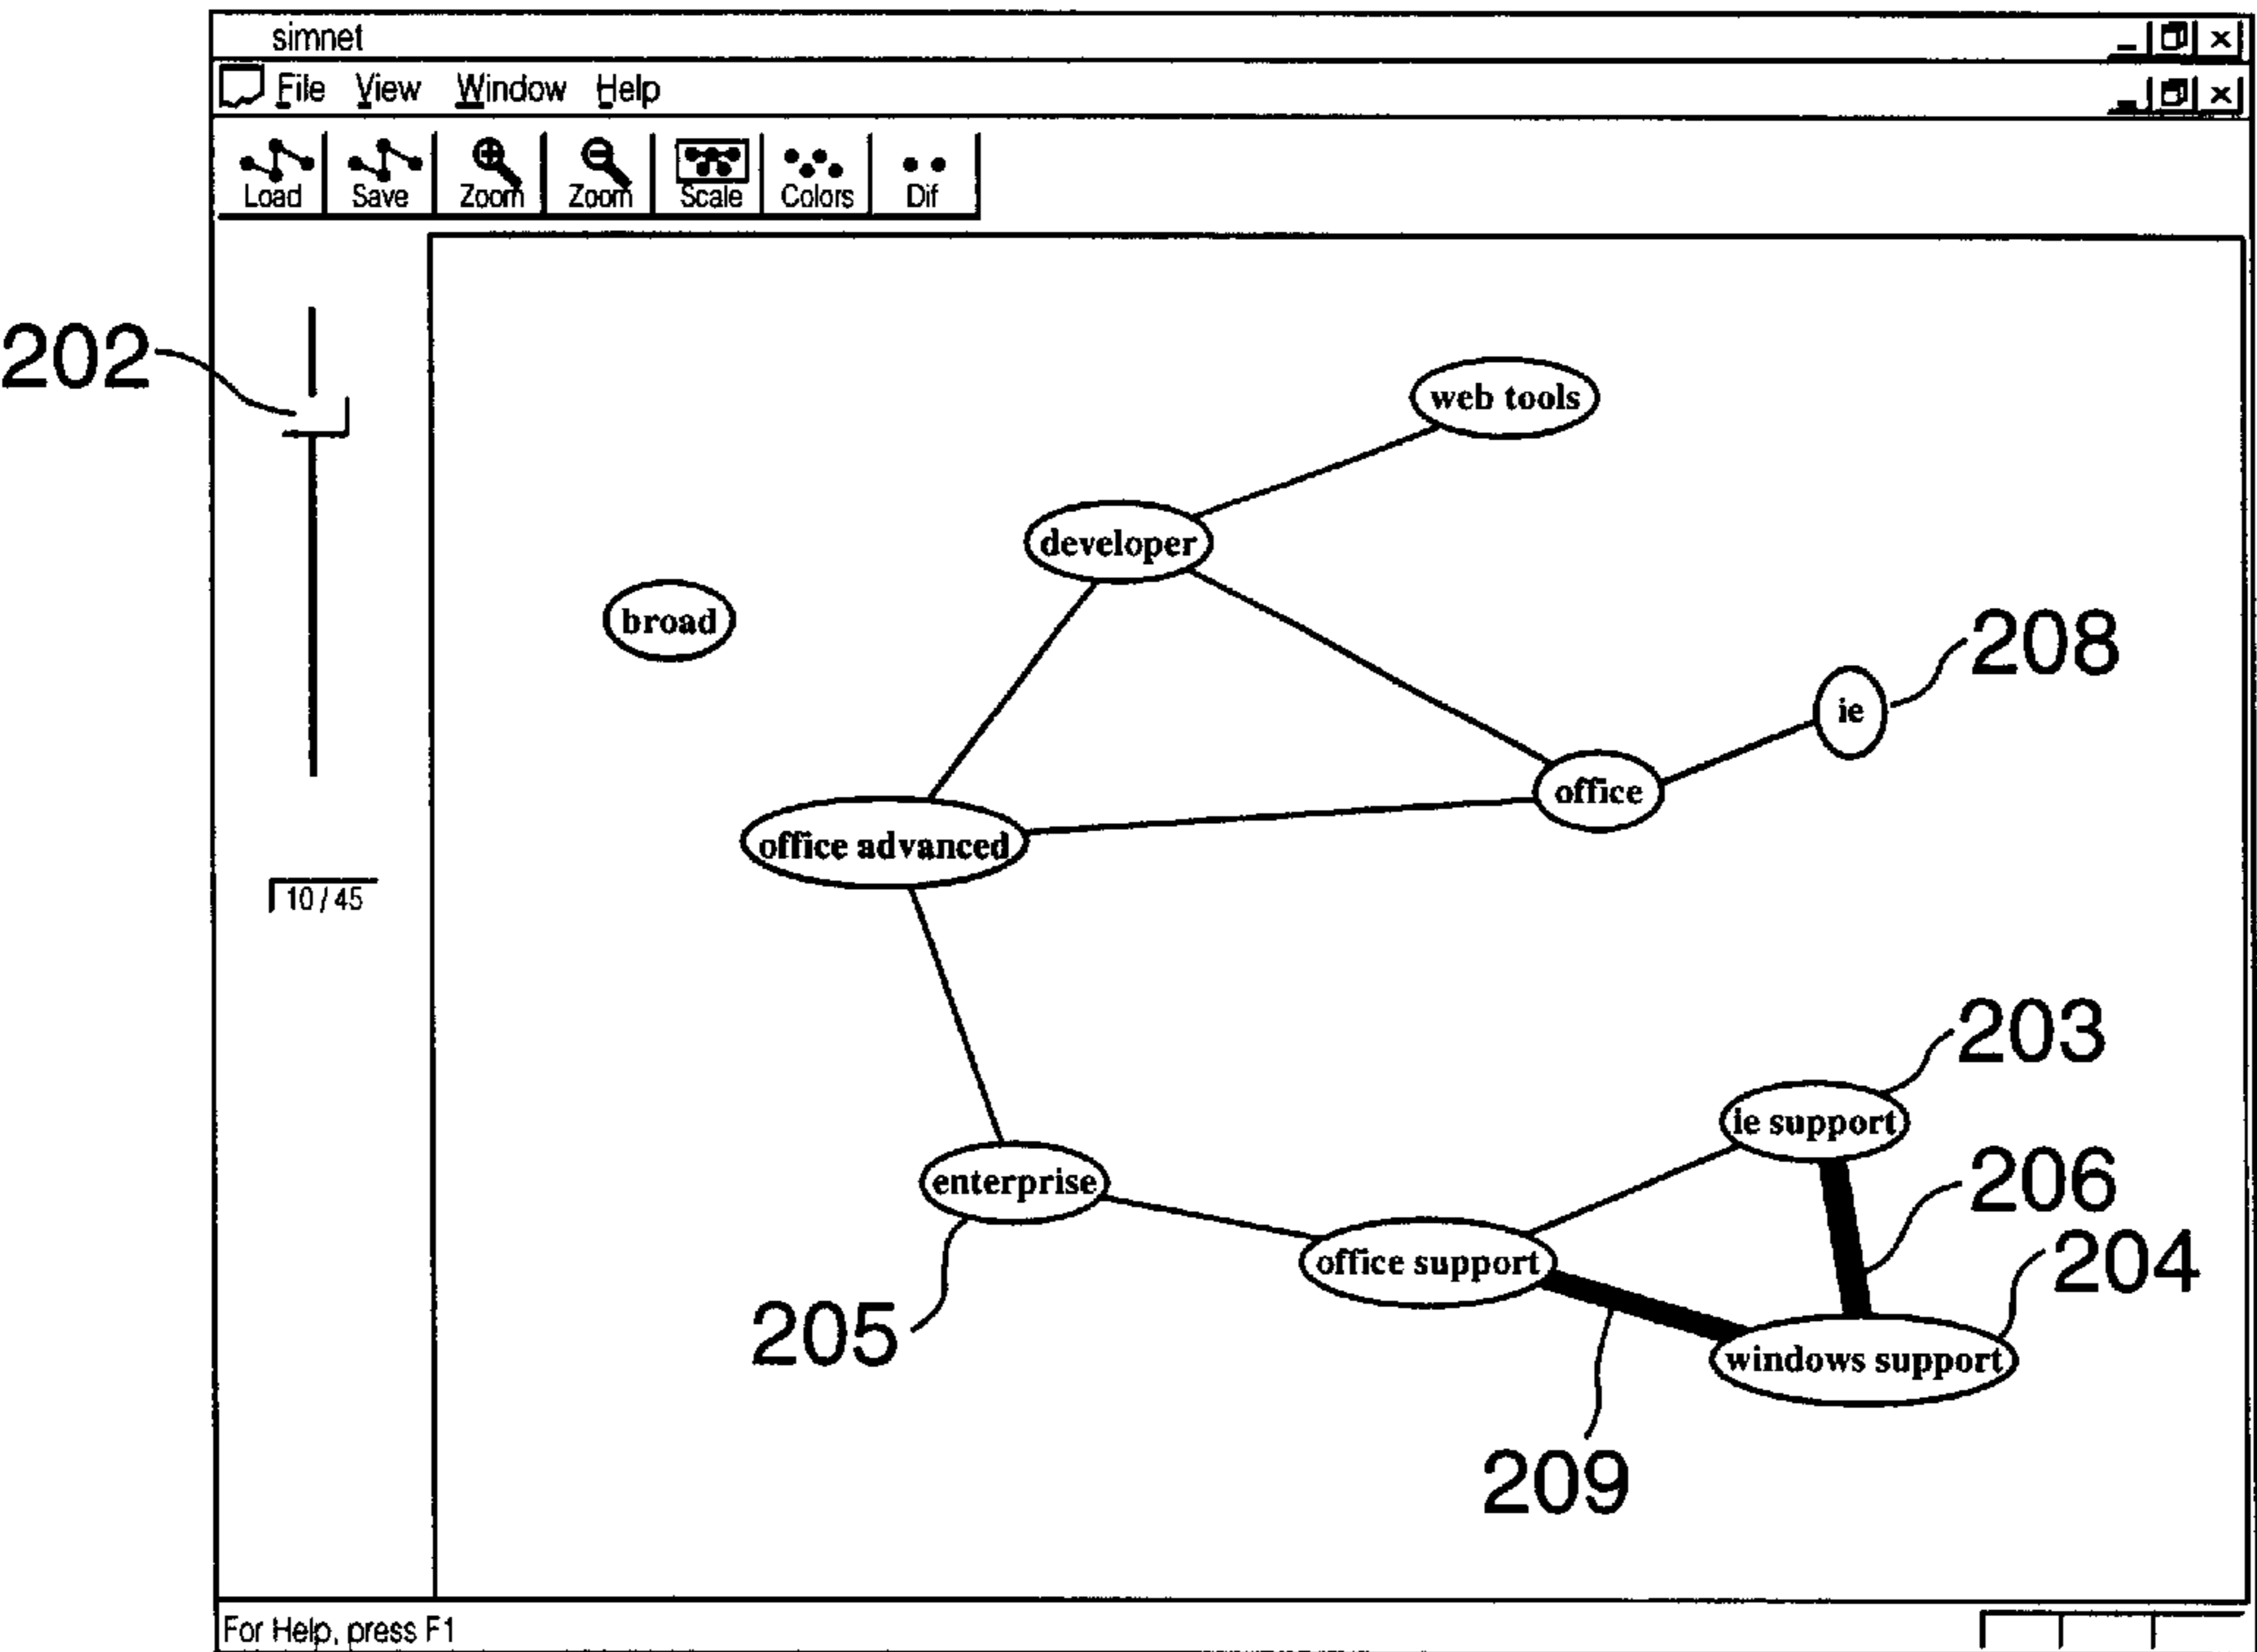 simnet
File View Window Help
Load Save Zoom Zoom Scale Colors Dif
202
web tools
developer
broad
208
ie
office
office advanced
10 / 45
203
ie support
206
enterprise
204
office support
205
windows support
209
For Help, press F1